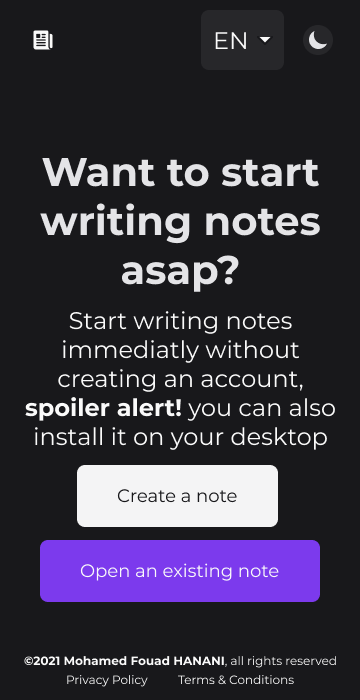 EN
Want to start
writing notes
asap?
Start writing notes
immediatly without
creating an account,
spoiler alert! you can also
install it on your desktop
Create a note
Open an existing note
©2021 Mohamed Fouad HANANI, all rights reserved
Privacy Policy Terms & Conditions